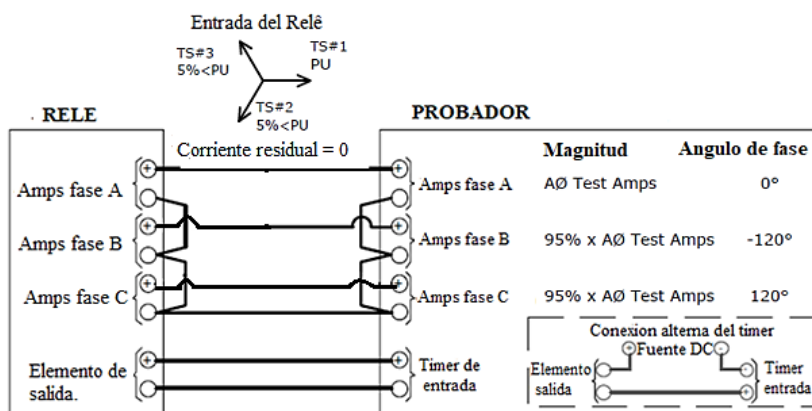 Entrada del Relê
TS#3
5%<PU
TS#1
PU
TS#2
5%<PU
. RELE
PROBADOR
Corriente residual = 0
Magnitud
Angulo de fase
Amps fase A
Amps fase A
AØ Test Amps
0°
Amps fase B
Amps fase B
95% x AØ Test Amps
-120°
Amps fase C
Amps fase C
95% x AØ Test Amps
120°
Elemento de
salida.
Timer de
entrada
Conexion alterna del timer
+Fuente DC-
Elemento
salida
Timer
entrada